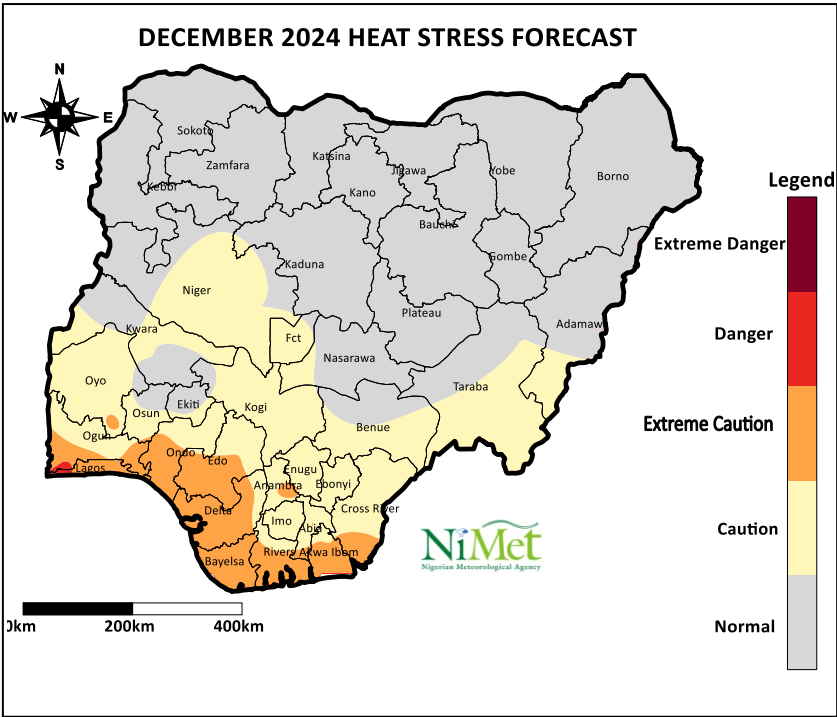 DECEMBER 2024 HEAT STRESS FORECAST
N
W E
S
Sokoto
Zamfara
Katsina
Kebbi
Kano
Jigawa
Yobe
Borno
Bauchi
Gombe
Kaduna
Niger
Plateau
Adamaw
Kwara
Fct
Nasarawa
Taraba
Oyo
Ekiti
Osun
Kogi
Benue
Ogun
Ondo
Edo
Lagos
Enugu
Anambra
Ebonyi
Delta
Imo
Abia
Cross River
Bayelsa
Rivers
Akwa Ibom
Legend
Extreme Danger
Danger
Extreme Caution
Caution
Normal
NiMet
Nigerian Meteorological Agency
0km 200km 400km